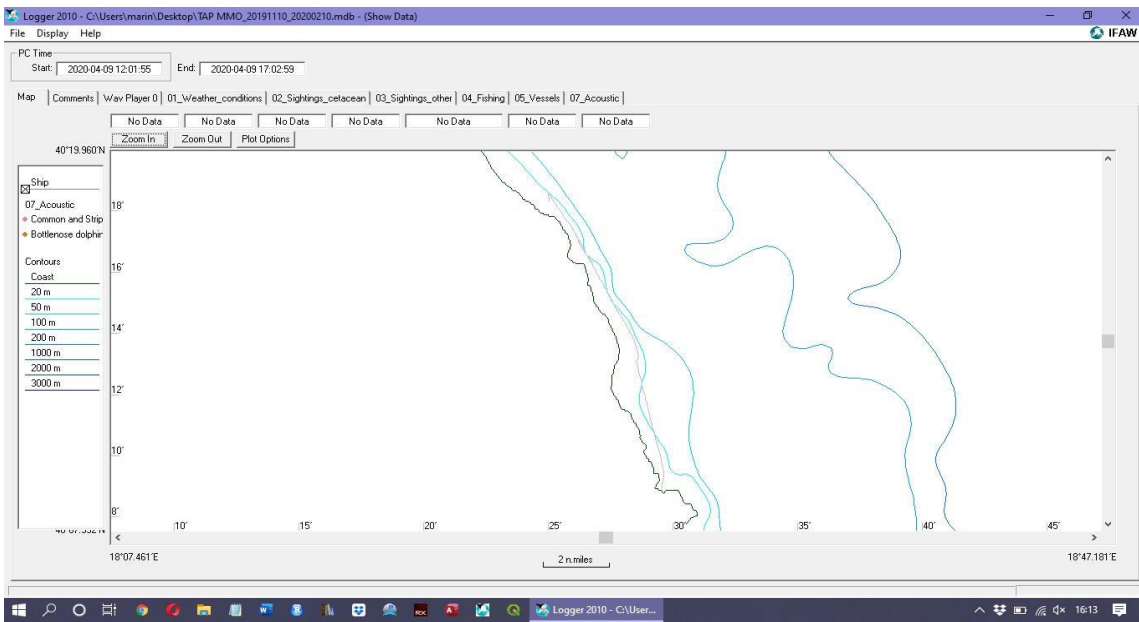 Logger 2010 - C:\Users\marin\Desktop\TAP MMO_20191110_20200210.mdb - (Show Data)
File Display Help
IFAW
PC Time
Start: 2020-04-09 12:01:55 End: 2020-04-09 17:02:59
Map Comments Wav Player 0 01_Weather_conditions 02_Sightings_cetacean 03_Sightings_other 04_Fishing 05_Vessels 07_Acoustic
No Data No Data No Data No Data No Data No Data No Data
Zoom In Zoom Out Plot Options
40°19.960'N
Ship
07_Acoustic
Common and Strip
Bottlenose dolphin
Contours
Coast
20 m
50 m
100 m
200 m
1000 m
2000 m
3000 m
18'
16'
14'
12'
10'
8'
10' 15' 20' 25' 30' 35' 40' 45'
18°07.461'E
2 n.miles
18°47.181'E
Logger 2010 - C:\User...
16:13